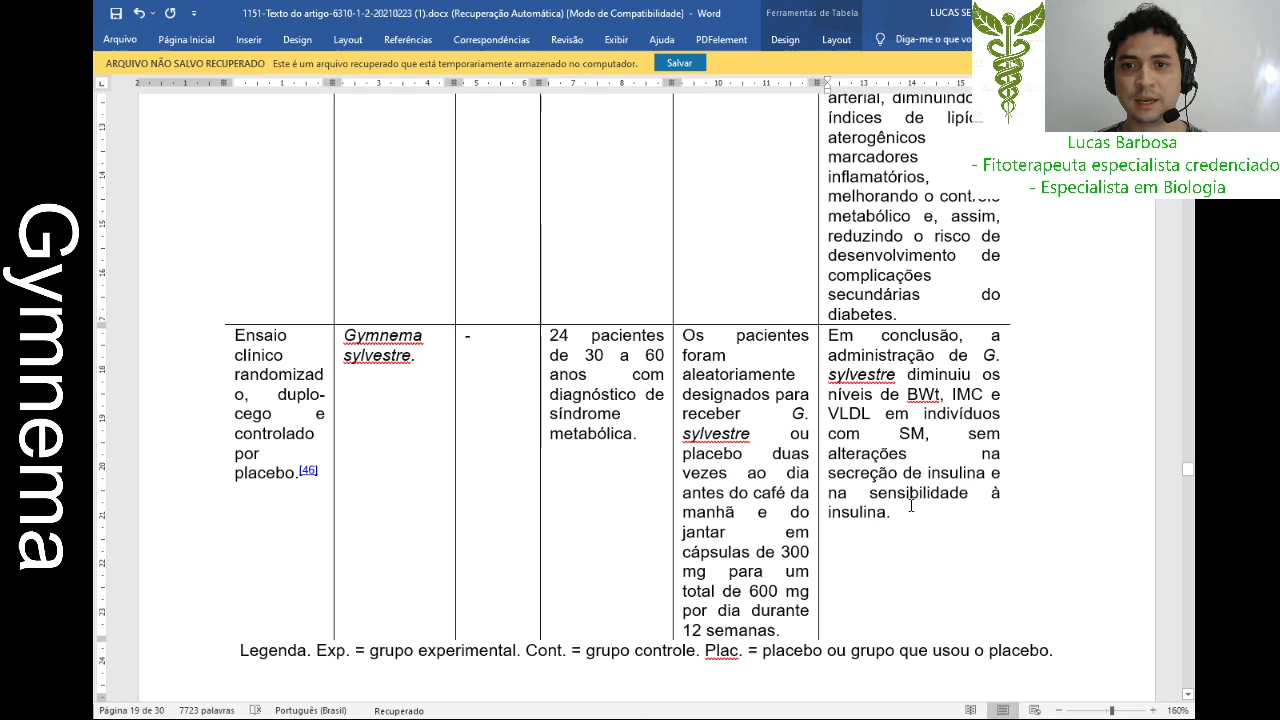 1151-Texto do artigo-6310-1-2-20210223 (1).docx (Recuperação Automática) [Modo de Compatibilidade] - Word
Ferramentas de Tabela
LUCAS SE
Arquivo Página Inicial Inserir Design Layout Referências Correspondências Revisão Exibir Ajuda PDFelement Design Layout Diga-me o que vo
ARQUIVO NÃO SALVO RECUPERADO Este é um arquivo recuperado que está temporariamente armazenado no computador. Salvar
Lucas Barbosa
- Fitoterapeuta especialista credenciado
- Especialista em Biologia
Gymnema
arterial, diminuindo
índices de
aterogênicos
marcadores
inflamatórios,
melhorando o
metabólico e, assim,
reduzindo o risco de
desenvolvimento de
complicações
secundárias do
diabetes.
Ensaio
clínico
randomizad
o, duplo-
cego e
controlado
por
placebo.[46]
Gymnema
sylvestre.
-
24 pacientes
de 30 a 60
anos com
diagnóstico de
síndrome
metabólica.
Os pacientes
foram
aleatoriamente
designados para
receber G.
sylvestre ou
placebo duas
vezes ao dia
antes do café da
manhã e do
jantar em
cápsulas de 300
mg para um
total de 600 mg
por dia durante
12 semanas.
Em conclusão, a
administração de G.
sylvestre diminuiu os
níveis de BWt, IMC e
VLDL em indivíduos
com SM, sem
alterações na
secreção de insulina e
na sensibilidade à
insulina.
Legenda. Exp. = grupo experimental. Cont. = grupo controle. Plac. = placebo ou grupo que usou o placebo.
Página 19 de 30 7723 palavras Português (Brasil) Recuperado 160%